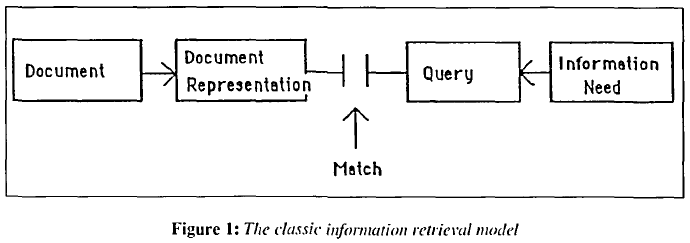 Document
Document
Representation
Query
Information
Need
Match
Figure 1: The classic information retrieval model